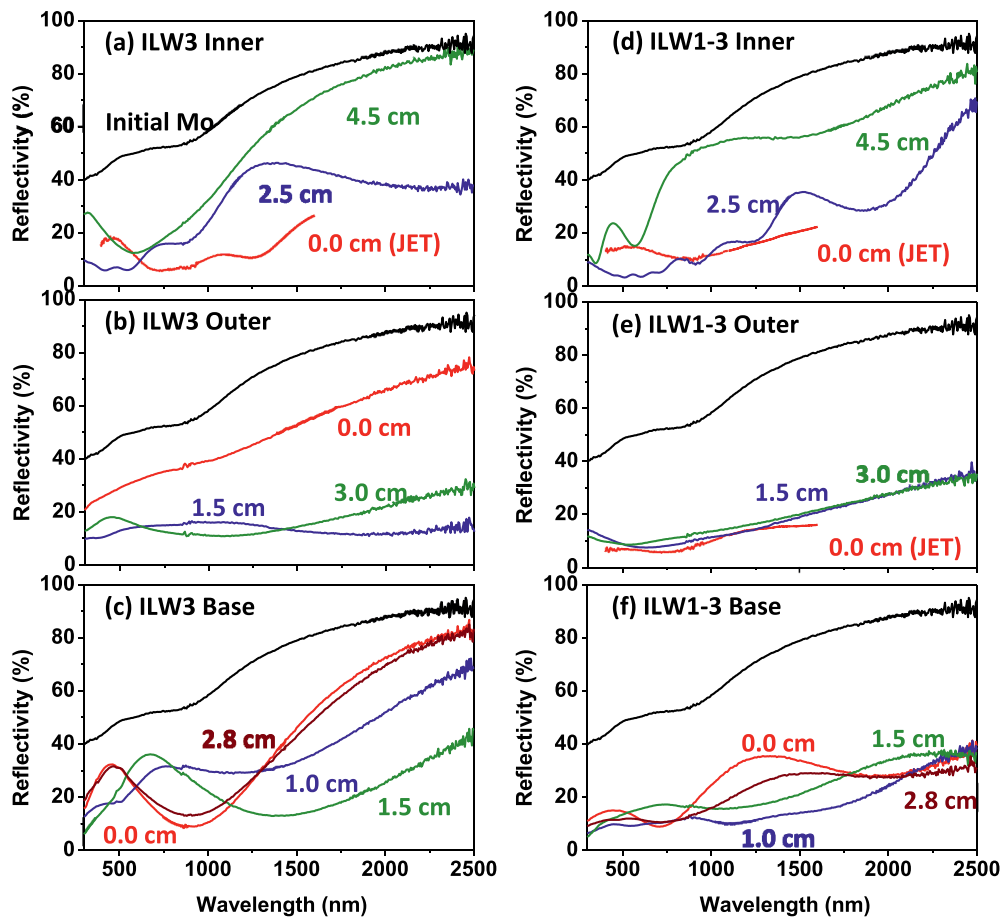 (a) ILW3 Inner
Initial Mo
4.5 cm
2.5 cm
0.0 cm (JET)
Reflectivity (%)
100
80
60
40
20
0
(d) ILW1-3 Inner
4.5 cm
2.5 cm
0.0 cm (JET)
Reflectivity (%)
100
80
60
40
20
0
(b) ILW3 Outer
0.0 cm
3.0 cm
1.5 cm
Reflectivity (%)
100
80
60
40
20
0
(e) ILW1-3 Outer
3.0 cm
1.5 cm
0.0 cm (JET)
Reflectivity (%)
100
80
60
40
20
0
(c) ILW3 Base
2.8 cm
1.0 cm
1.5 cm
0.0 cm
Reflectivity (%)
100
80
60
40
20
0
500 1000 1500 2000 2500
Wavelength (nm)
(f) ILW1-3 Base
0.0 cm
1.5 cm
2.8 cm
1.0 cm
Reflectivity (%)
100
80
60
40
20
0
500 1000 1500 2000 2500
Wavelength (nm)